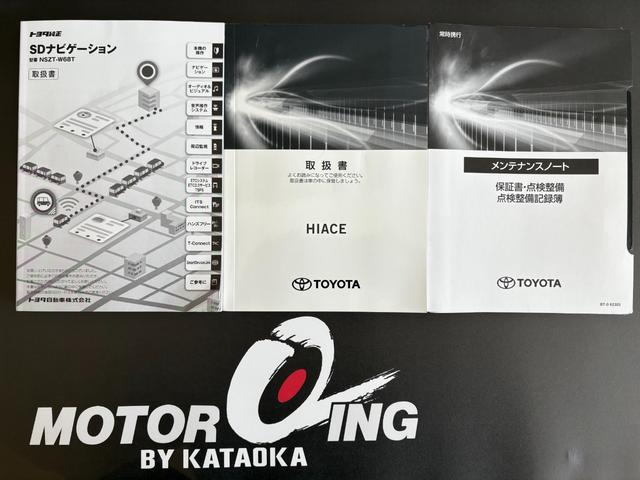 トヨタ純正
SDナビゲーション
型番 NSZT-W68T
取扱書
本機の操作
ナビゲーション
オーディオ&ビジュアル
音声操作システム
情報
周辺監視
ドライブレコーダー
ETCシステム
ITS Connect
ハンズフリー
T-Connect
SmartDeviceLink
ご参考に
トヨタ自動車株式会社
取扱書
よくお読みになってご使用ください。
取扱書は車の中に保管しましょう。
HIACE
TOYOTA
常時携行
メンテナンスノート
保証書・点検整備
点検整備記録簿
TOYOTA
MOTOR ING
BY KATAOKA